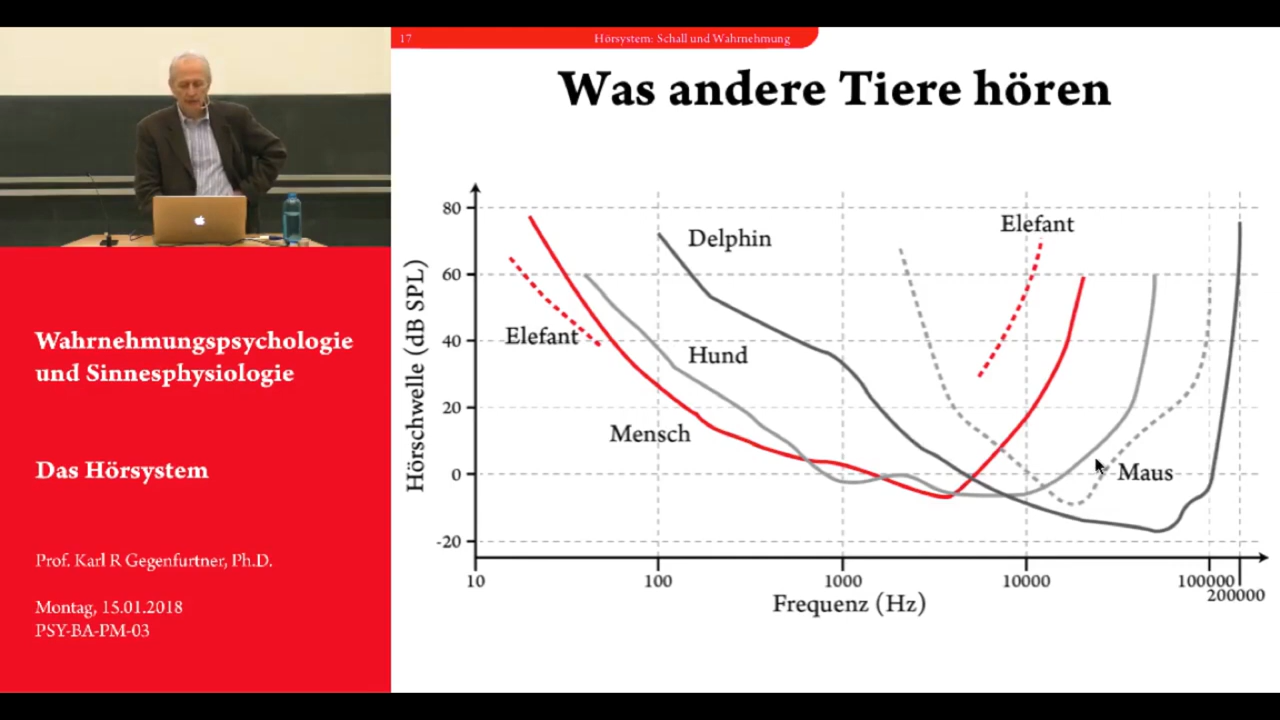 17
Hörsystem: Schall und Wahrnehmung
Was andere Tiere hören
Wahrnehmungspsychologie
und Sinnesphysiologie
Das Hörsystem
Prof. Karl R Gegenfurtner, Ph.D.
Montag, 15.01.2018
PSY-BA-PM-03
Hörschwelle (dB SPL)
80
60
40
20
0
-20
Elefant
Delphin
Elefant
Hund
Mensch
Maus
10
100
1000
10000
100000
200000
Frequenz (Hz)